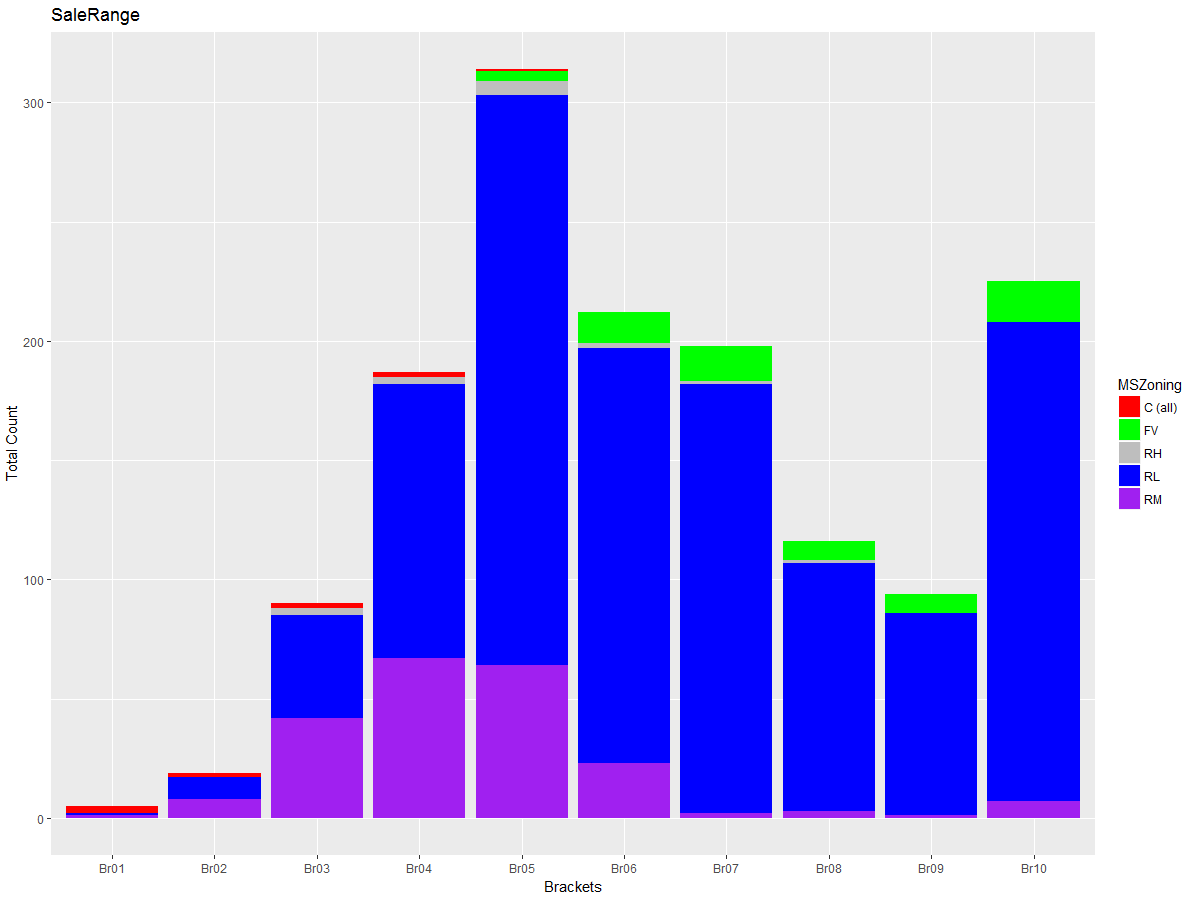 SaleRange
300
200
100
0
Total Count
Br01 Br02 Br03 Br04 Br05 Br06 Br07 Br08 Br09 Br10
Brackets
MSZoning
C (all)
FV
RH
RL
RM